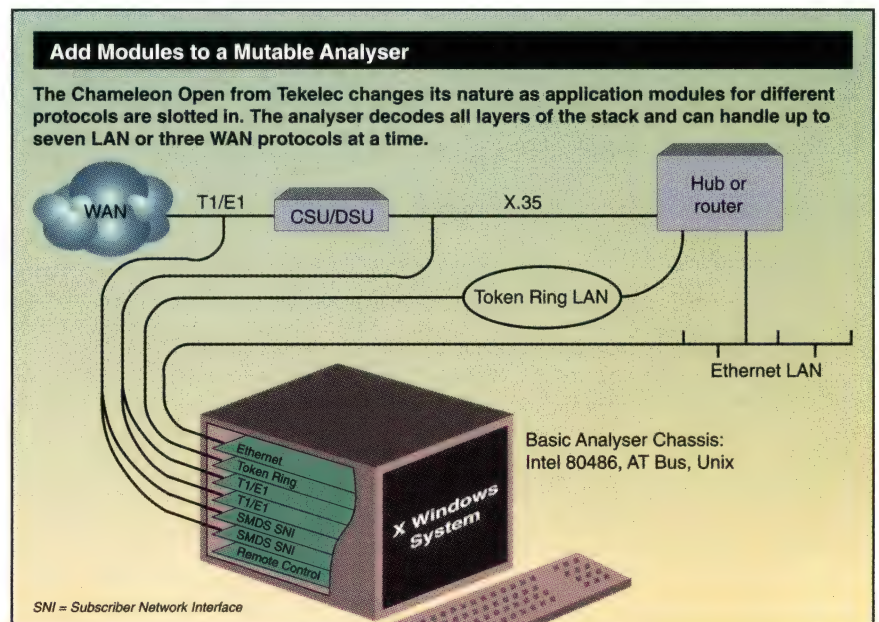 Add Modules to a Mutable Analyser
The Chameleon Open from Tekelec changes its nature as application modules for different
protocols are slotted in. The analyser decodes all layers of the stack and can handle up to
seven LAN or three WAN protocols at a time.
WAN
T1/E1
CSU/DSU
X.35
Hub or
router
Token Ring LAN
Ethernet LAN
Ethernet
Token Ring
T1/E1
T1/E1
SMDS SNI
SMDS SNI
Remote Control
X Windows
System
Basic Analyser Chassis:
Intel 80486, AT Bus, Unix
SNI = Subscriber Network Interface